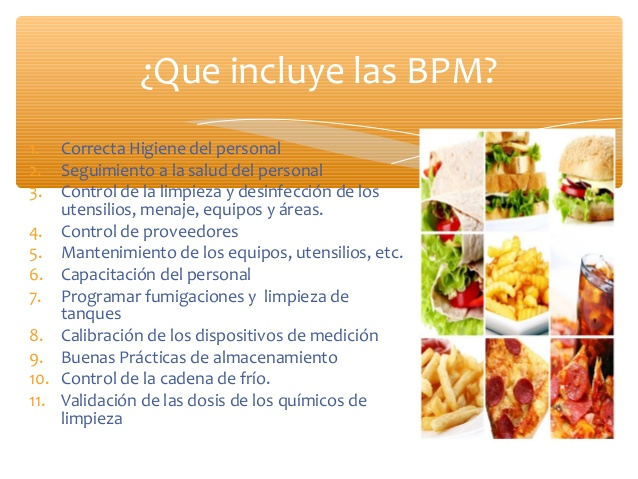 ¿Que incluye las BPM?
1. Correcta Higiene del personal
2. Seguimiento a la salud del personal
3. Control de la limpieza y desinfección de los
utensilios, menaje, equipos y áreas.
4. Control de proveedores
5. Mantenimiento de los equipos, utensilios, etc.
6. Capacitación del personal
7. Programar fumigaciones y limpieza de
tanques
8. Calibración de los dispositivos de medición
9. Buenas Prácticas de almacenamiento
10. Control de la cadena de frío.
11. Validación de las dosis de los químicos de
limpieza